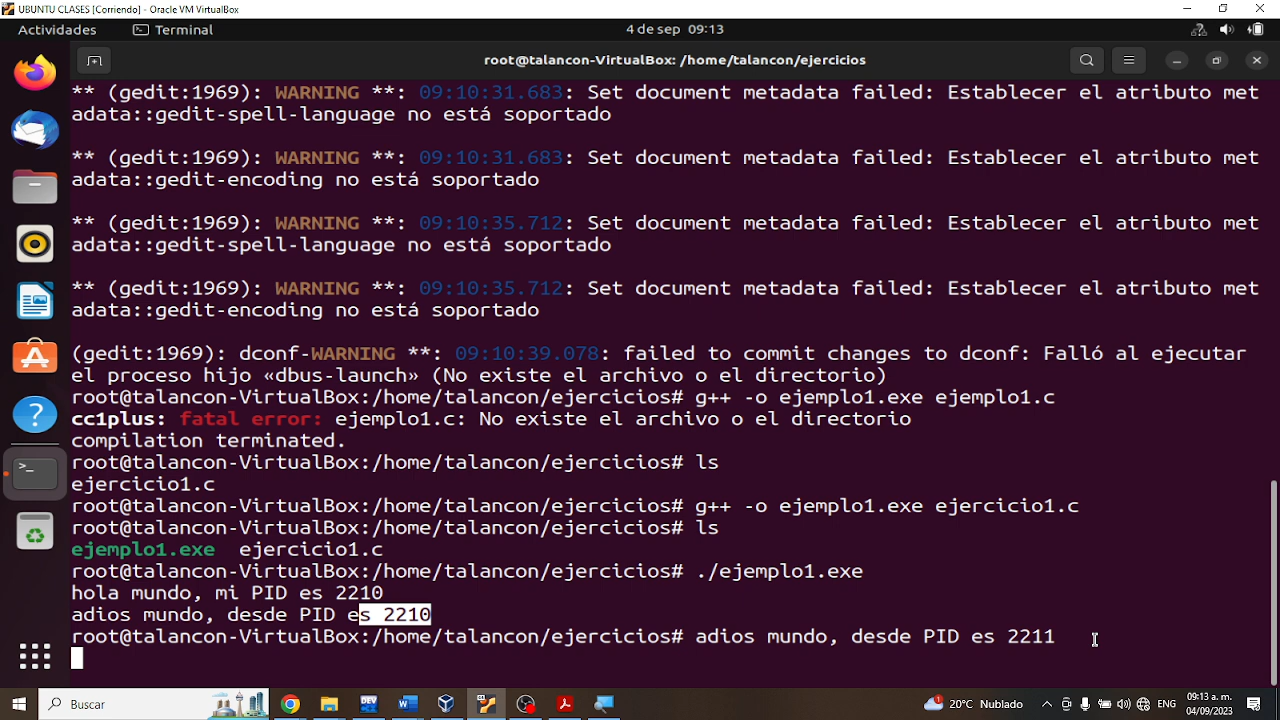 UBUNTU CLASES [Corriendo] - Oracle VM VirtualBox
Actividades
Terminal
4 de sep 09:13
root@talancon-VirtualBox: /home/talancon/ejercicios
** (gedit:1969): WARNING **: 09:10:31.683: Set document metadata failed: Establecer el atributo met
adata::gedit-spell-language no está soportado
** (gedit:1969): WARNING **: 09:10:31.683: Set document metadata failed: Establecer el atributo met
adata::gedit-encoding no está soportado
** (gedit:1969): WARNING **: 09:10:35.712: Set document metadata failed: Establecer el atributo met
adata::gedit-spell-language no está soportado
** (gedit:1969): WARNING **: 09:10:35.712: Set document metadata failed: Establecer el atributo met
adata::gedit-encoding no está soportado
(gedit:1969): dconf-WARNING **: 09:10:39.078: failed to commit changes to dconf: Falló al ejecutar
el proceso hijo «dbus-launch» (No existe el archivo o el directorio)
root@talancon-VirtualBox:/home/talancon/ejercicios# g++ -o ejemplo1.exe ejemplo1.c
cc1plus: fatal error: ejemplo1.c: No existe el archivo o el directorio
compilation terminated.
root@talancon-VirtualBox:/home/talancon/ejercicios# ls
ejercicio1.c
root@talancon-VirtualBox:/home/talancon/ejercicios# g++ -o ejemplo1.exe ejercicio1.c
root@talancon-VirtualBox:/home/talancon/ejercicios# ls
ejemplo1.exe  ejercicio1.c
root@talancon-VirtualBox:/home/talancon/ejercicios# ./ejemplo1.exe
hola mundo, mi PID es 2210
adios mundo, desde PID es 2210
root@talancon-VirtualBox:/home/talancon/ejercicios# adios mundo, desde PID es 2211
Buscar
20°C Nublado
ENG
09:13 a. m.
04/09/2023